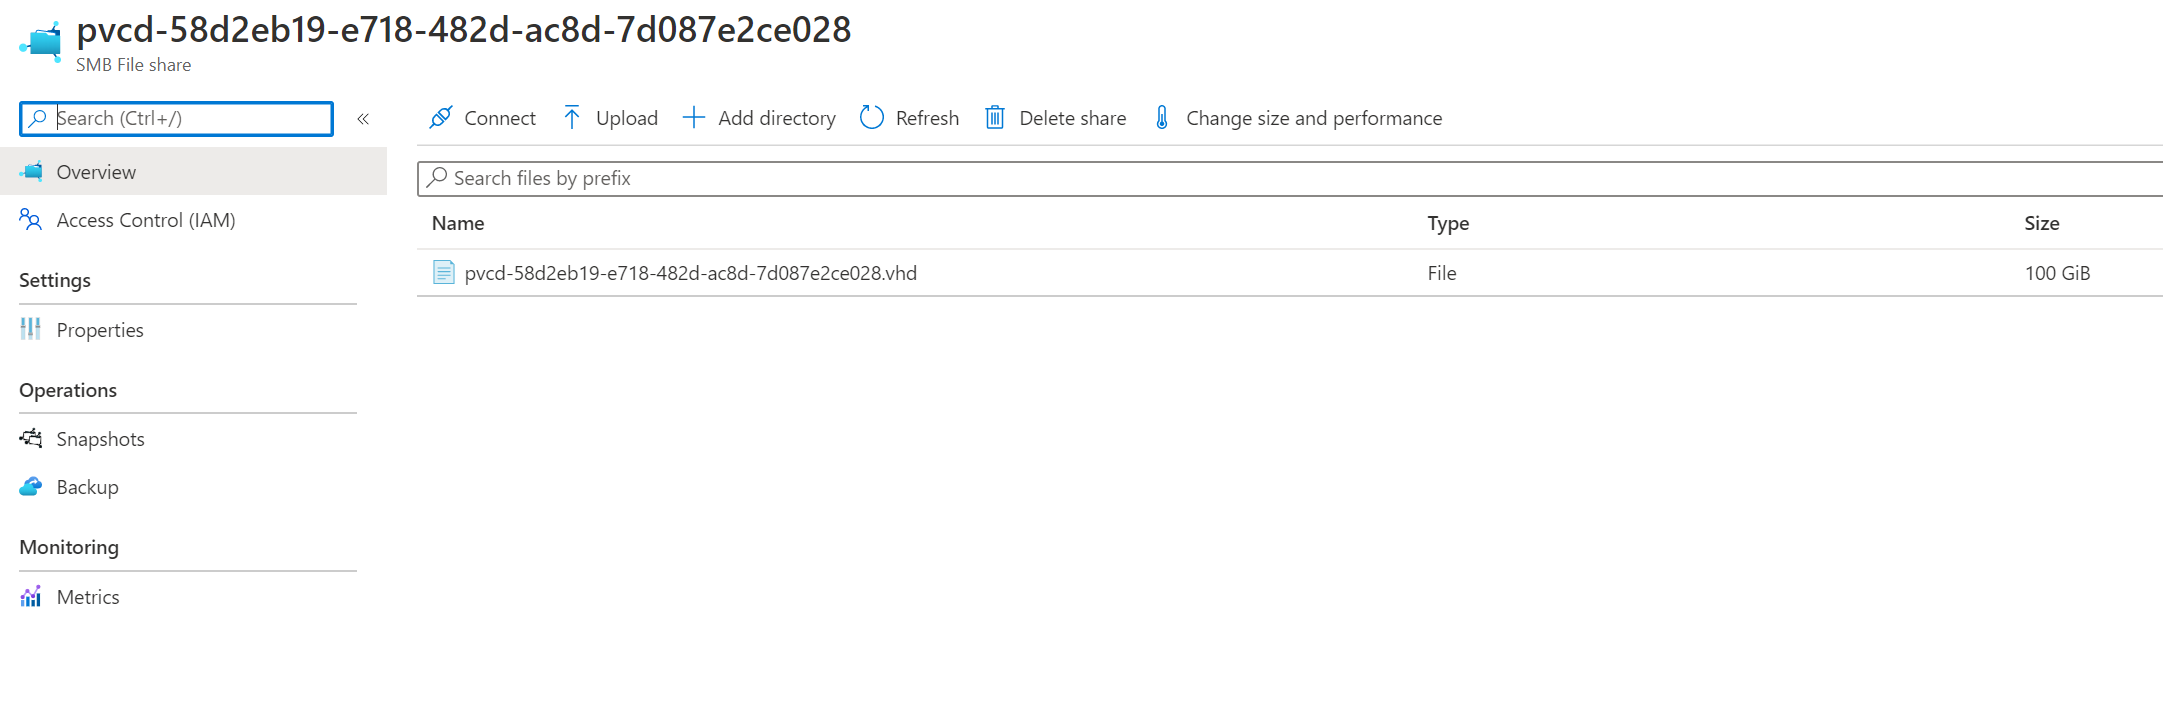 pvcd-58d2eb19-e718-482d-ac8d-7d087e2ce028
SMB File share
Search (Ctrl+/)
«
Overview
Access Control (IAM)
Settings
Properties
Operations
Snapshots
Backup
Monitoring
Metrics
Connect Upload Add directory Refresh Delete share Change size and performance
Search files by prefix
Name Type Size
pvcd-58d2eb19-e718-482d-ac8d-7d087e2ce028.vhd File 100 GiB